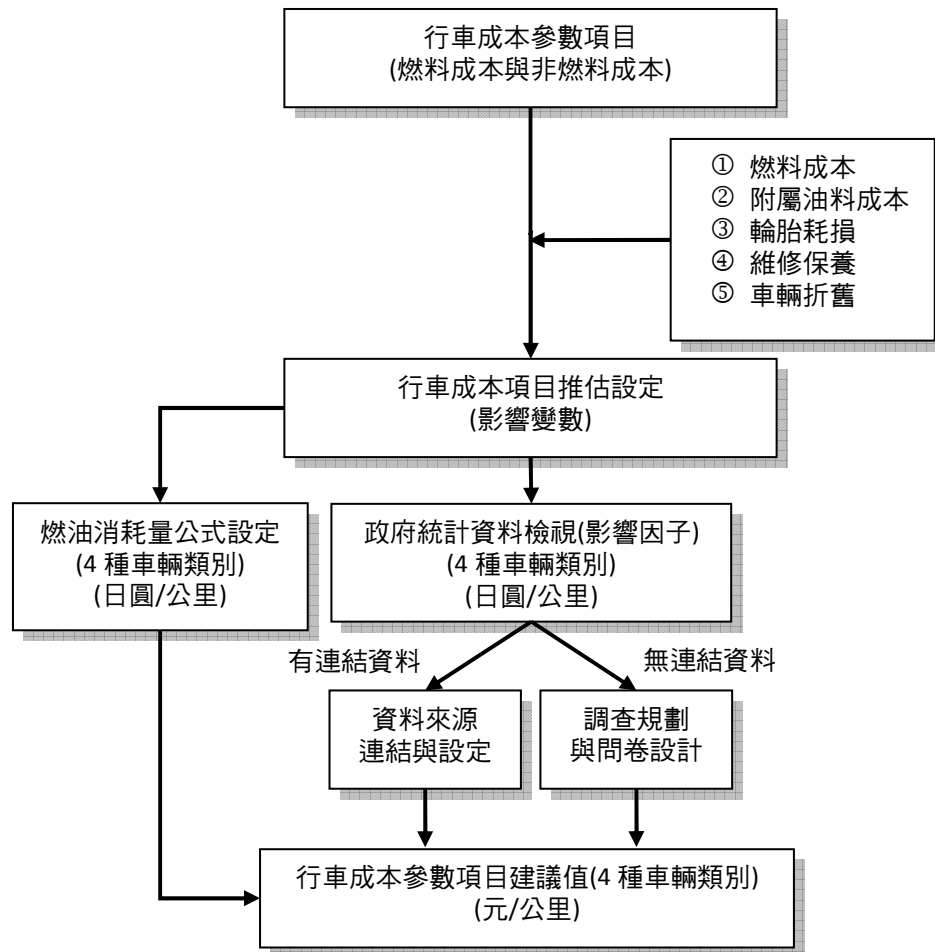 行車成本參數項目
(燃料成本與非燃料成本)
① 燃料成本
② 附屬油料成本
③ 輪胎耗損
④ 維修保養
⑤ 車輛折舊
行車成本項目推估設定
(影響變數)
燃油消耗量公式設定
(4 種車輛類別)
(日圓/公里)
政府統計資料檢視(影響因子)
(4 種車輛類別)
(日圓/公里)
有連結資料
無連結資料
資料來源
連結與設定
調查規劃
與問卷設計
行車成本參數項目建議值(4 種車輛類別)
(元/公里)